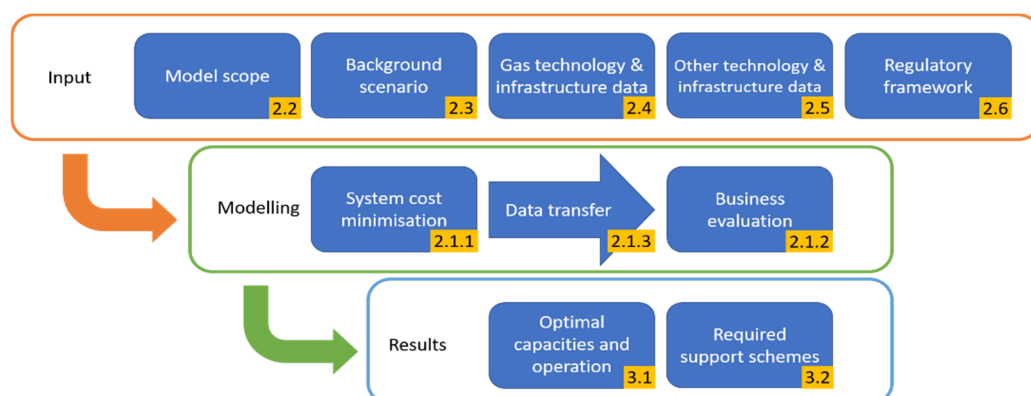 Input
Model scope
2.2
Background
scenario
2.3
Gas technology &
infrastructure data
2.4
Other technology &
infrastructure data
2.5
Regulatory
framework
2.6
Modelling
System cost
minimisation
2.1.1
Data transfer
2.1.3
Business
evaluation
2.1.2
Results
Optimal
capacities and
operation
3.1
Required
support schemes
3.2